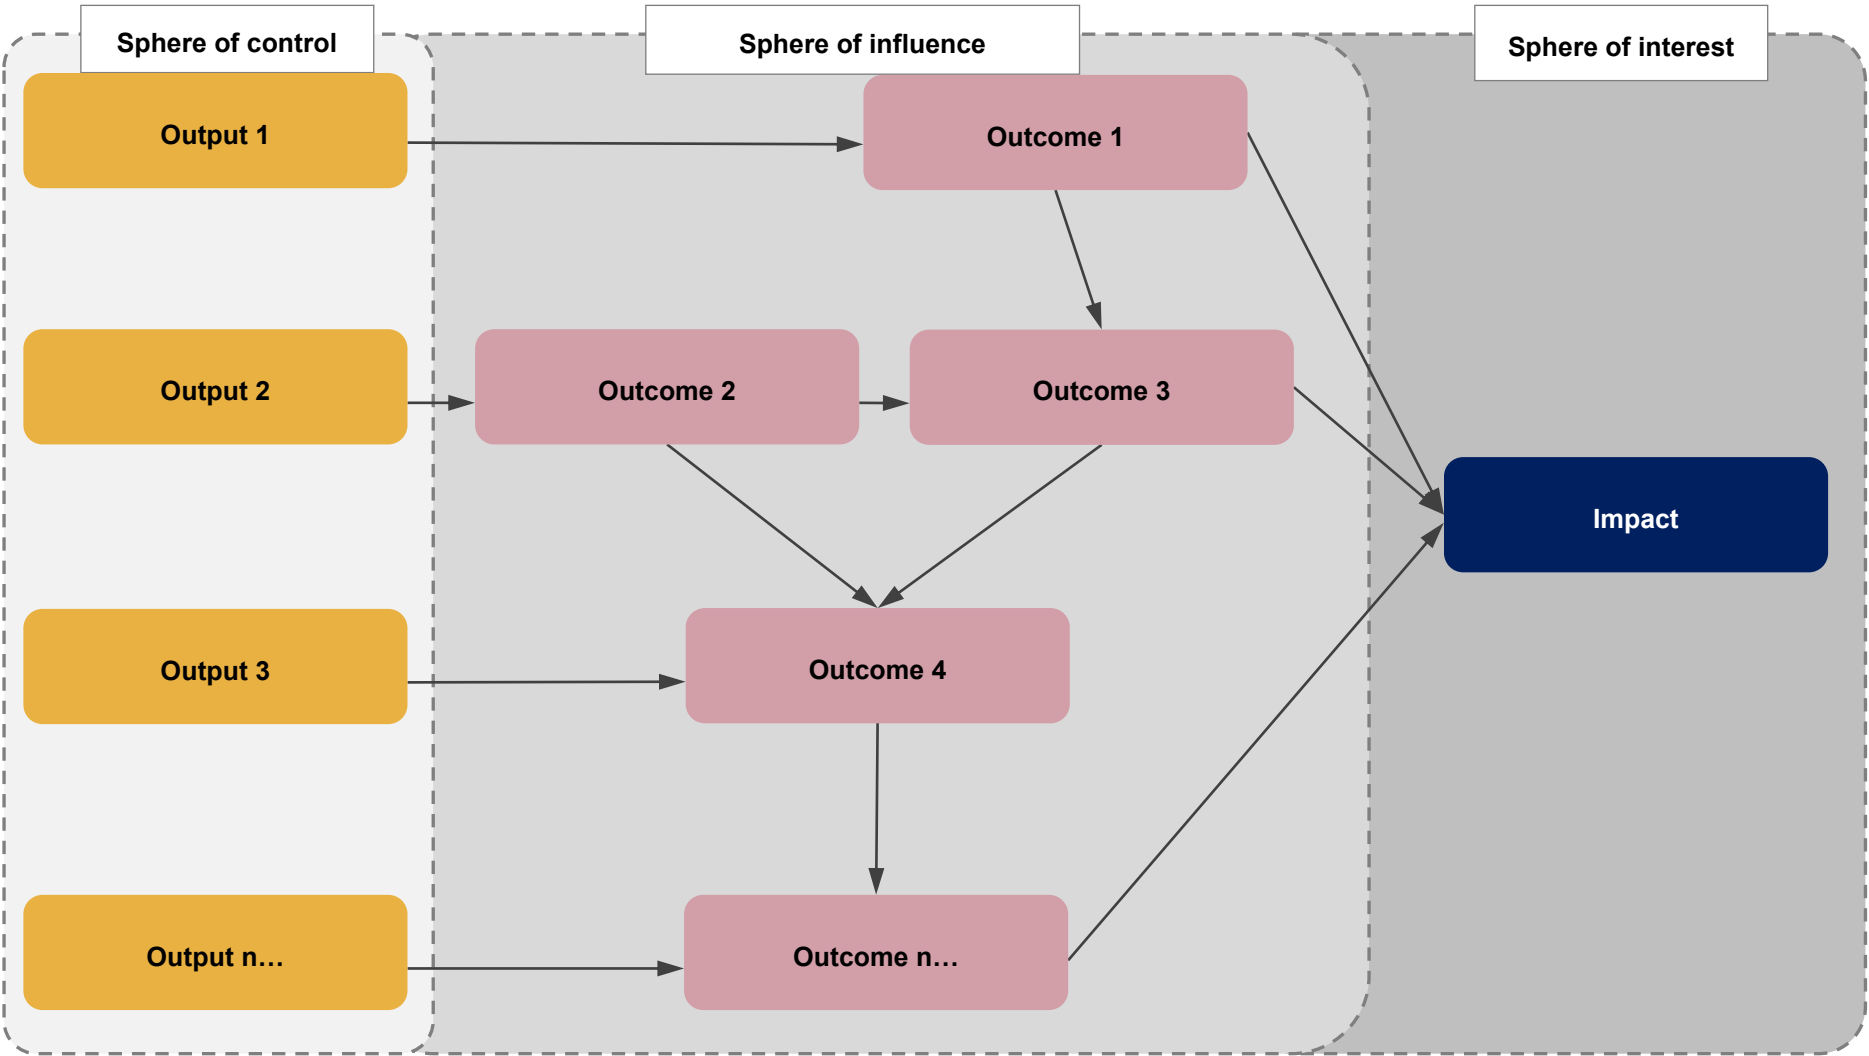 Sphere of control
Sphere of influence
Sphere of interest
Output 1
Outcome 1
Output 2
Outcome 2
Outcome 3
Impact
Output 3
Outcome 4
Output n…
Outcome n…